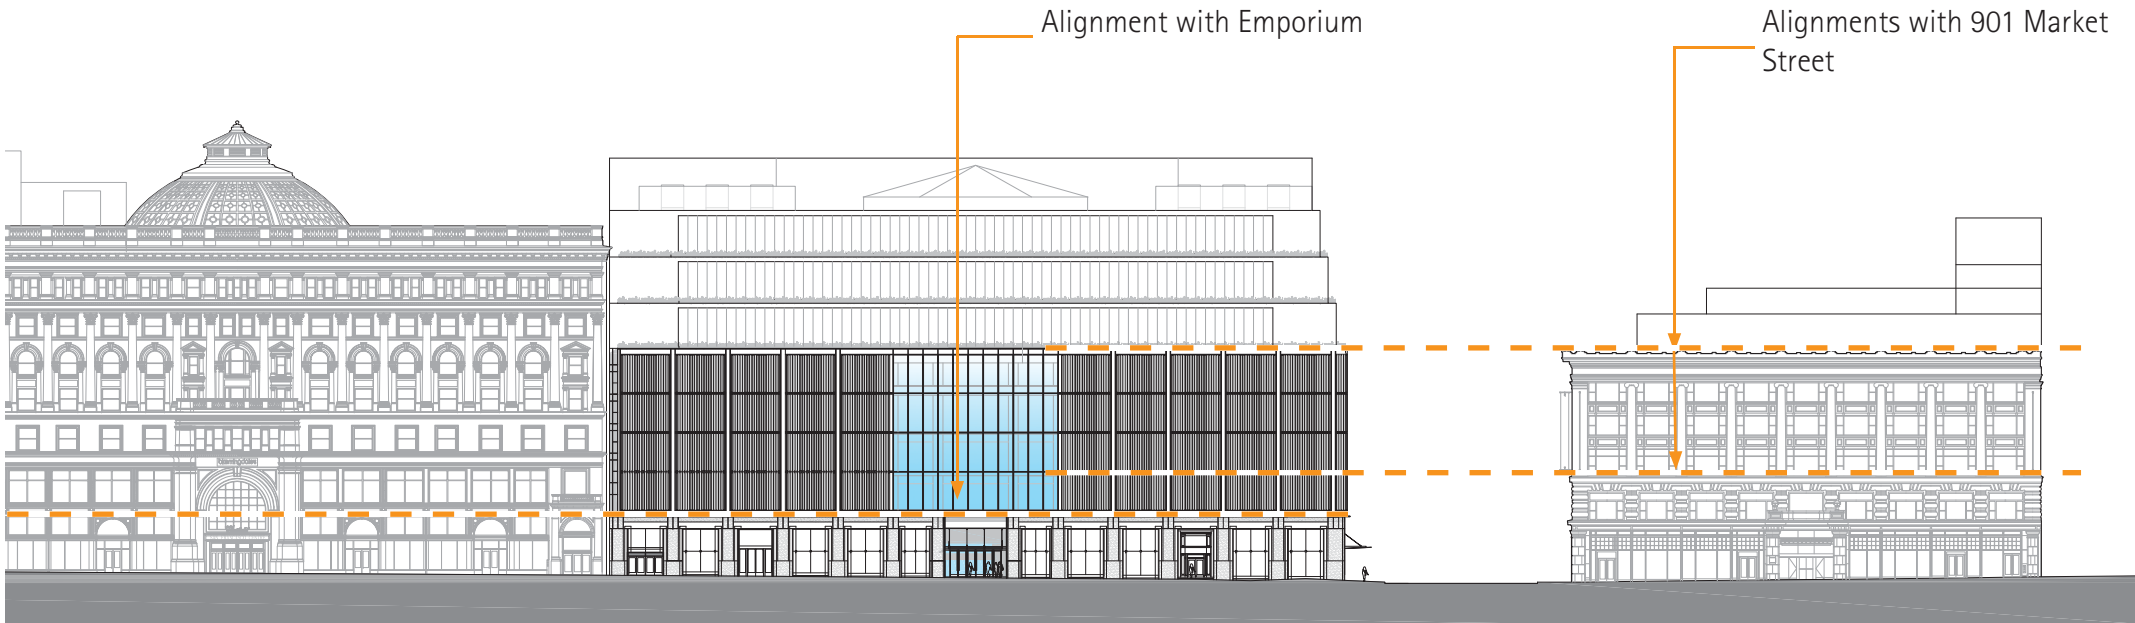 Alignment with Emporium
Alignments with 901 Market
Street